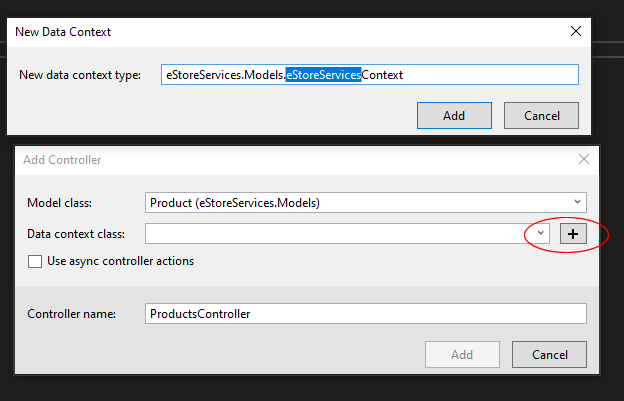 New Data Context
New data context type: eStoreServices.Models.eStoreServicesContext
Add Cancel
Add Controller
Model class: Product (eStoreServices.Models)
Data context class:
Use async controller actions
Controller name: ProductsController
Add Cancel